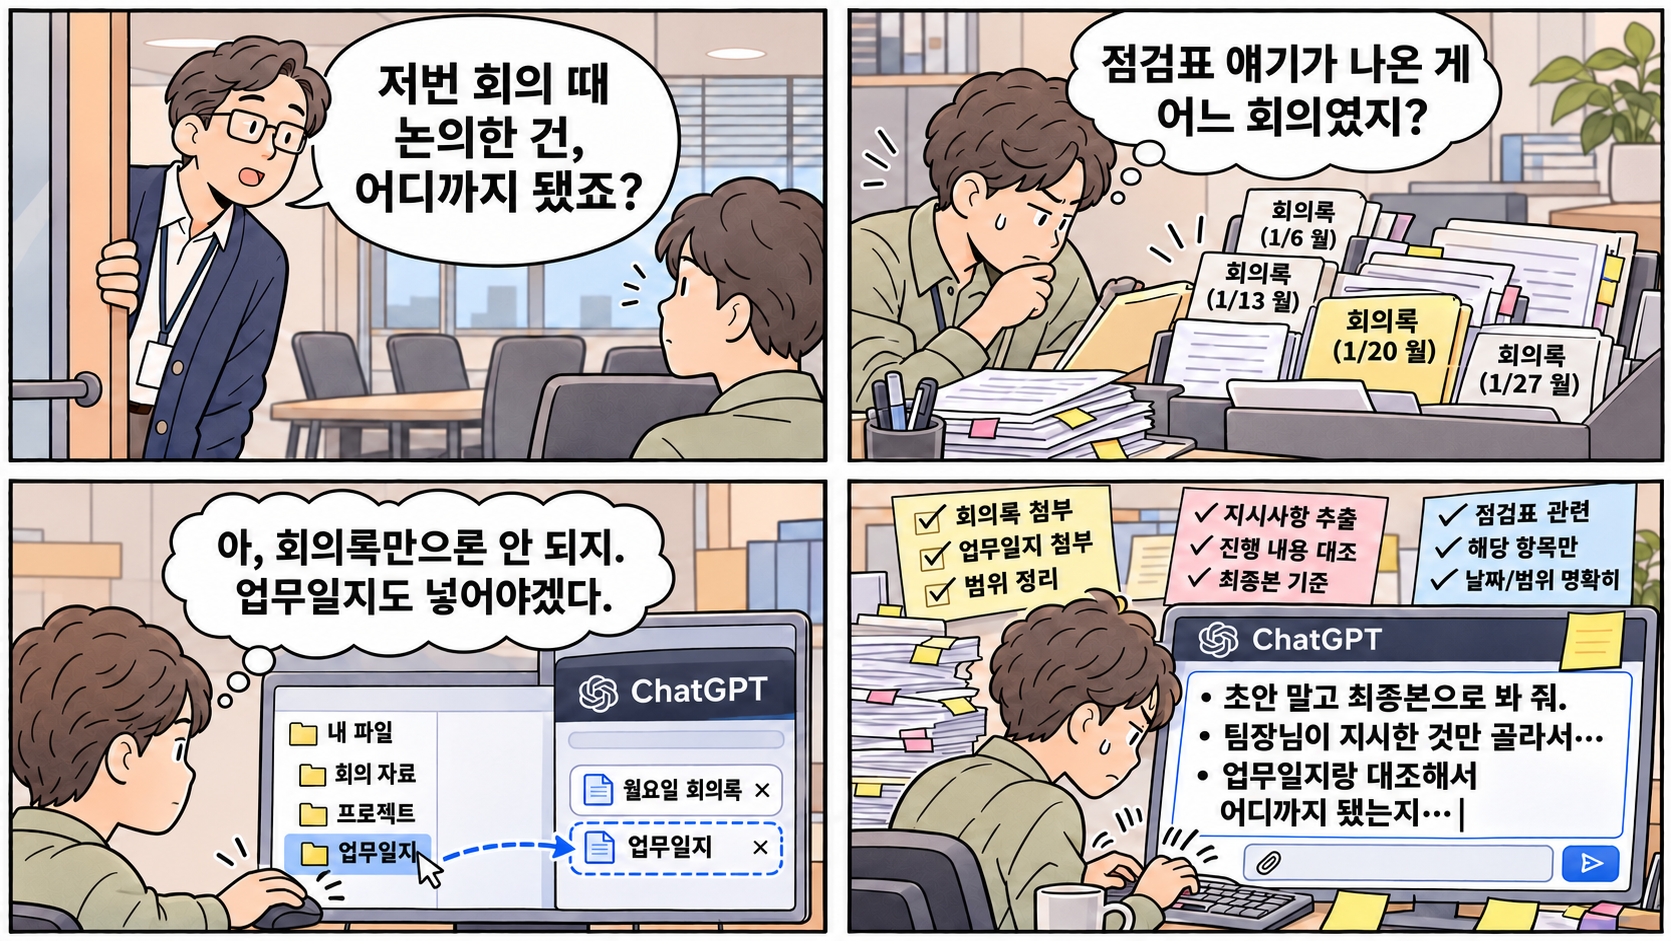 저번 회의 때
논의한 건,
어디까지 됐죠?
점검표 얘기가 나온 게
어느 회의였지?
회의록
(1/6 월)
회의록
(1/13 월)
회의록
(1/20 월)
회의록
(1/27 월)
아, 회의록만으론 안 되지.
업무일지도 넣어야겠다.
내 파일
회의 자료
프로젝트
업무일지
ChatGPT
월요일 회의록 ×
업무일지 ×
회의록 첨부
업무일지 첨부
범위 정리
지시사항 추출
진행 내용 대조
최종본 기준
점검표 관련
해당 항목만
날짜/범위 명확히
ChatGPT
• 초안 말고 최종본으로 봐 줘.
• 팀장님이 지시한 것만 골라서…
• 업무일지랑 대조해서
어디까지 됐는지…|